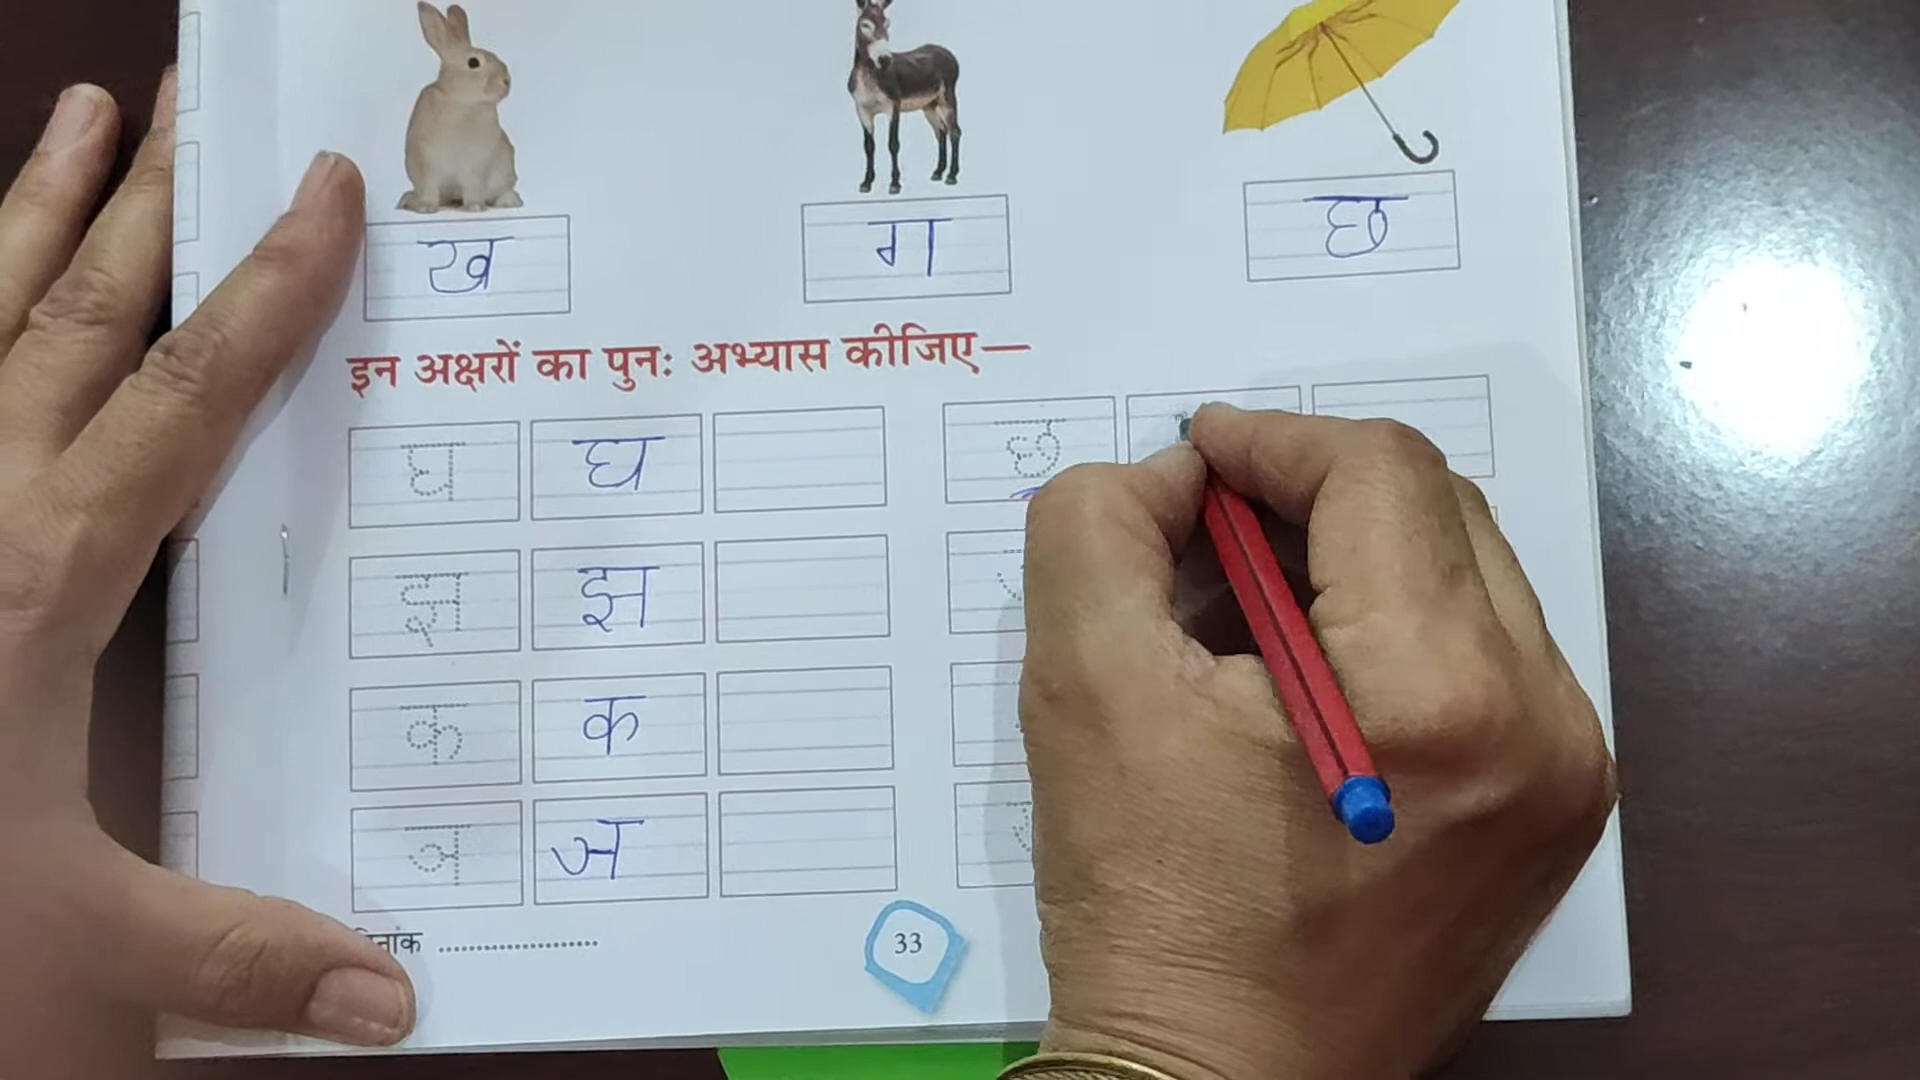 ख ग छ
इन अक्षरों का पुनः अभ्यास कीजिए—
घ घ छ
झ झ
क क
ज ज
33